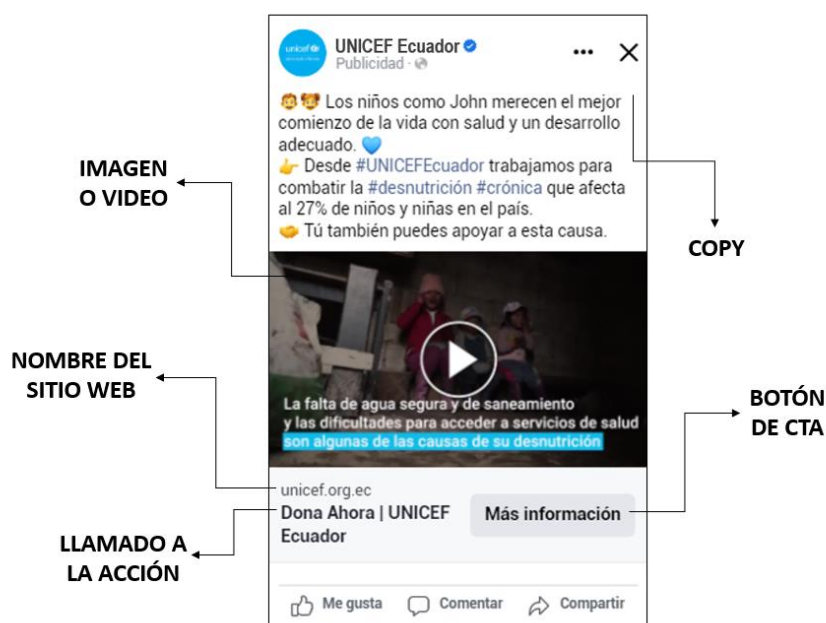 unicef
UNICEF Ecuador
Publicidad ·
Los niños como John merecen el mejor
comienzo de la vida con salud y un desarrollo
adecuado.
Desde #UNICEFEcuador trabajamos para
combatir la #desnutrición #crónica que afecta
al 27% de niños y niñas en el país.
Tú también puedes apoyar a esta causa.
IMAGEN
O VIDEO
COPY
La falta de agua segura y de saneamiento
y las dificultades para acceder a servicios de salud
son algunas de las causas de su desnutrición
NOMBRE DEL
SITIO WEB
BOTÓN
DE CTA
unicef.org.ec
Dona Ahora | UNICEF
Ecuador
Más información
LLAMADO A
LA ACCIÓN
Me gusta
Comentar
Compartir